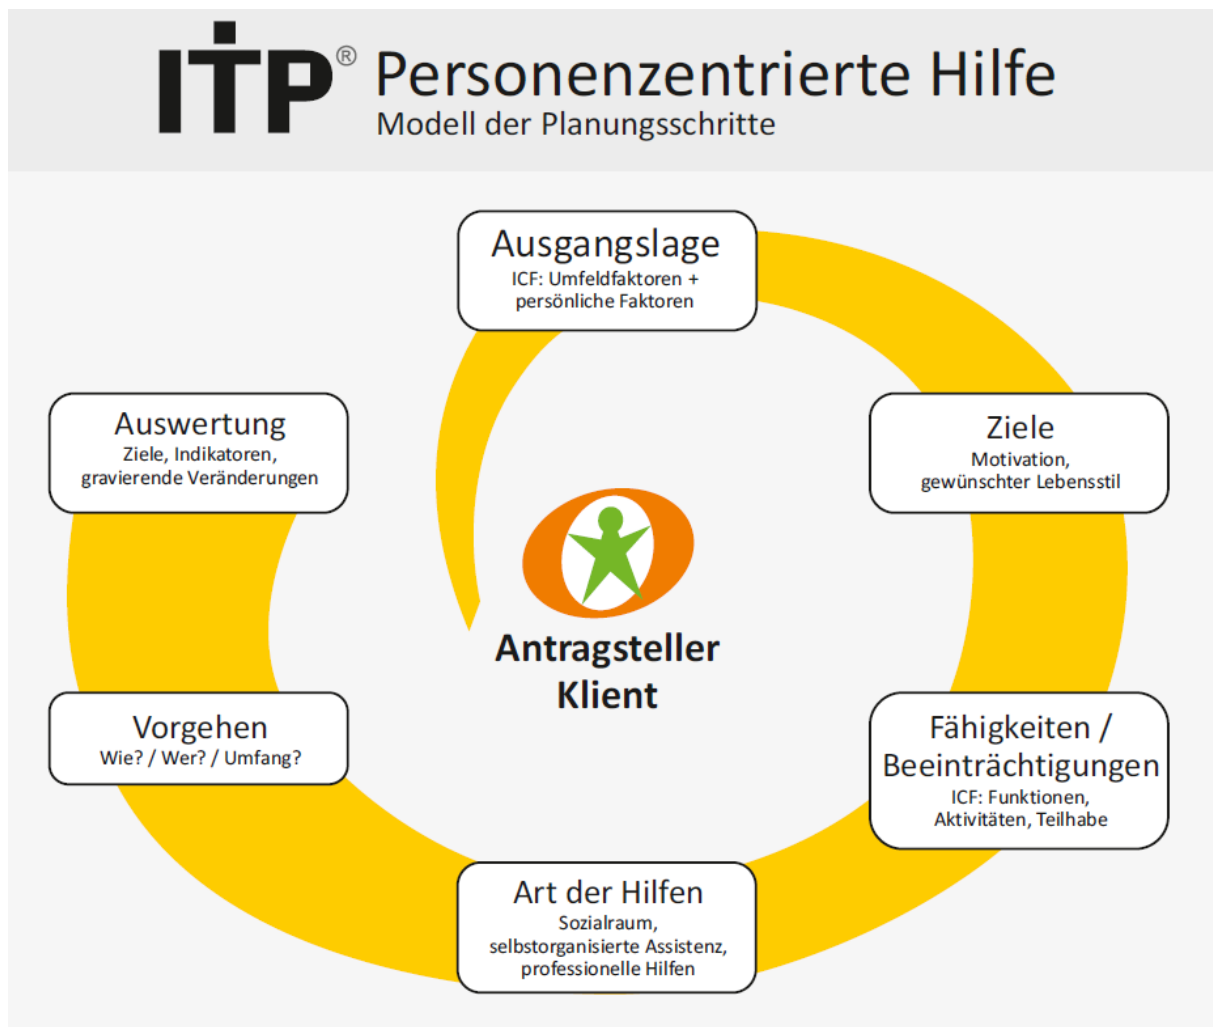 ITP® Personenzentrierte Hilfe
Modell der Planungsschritte
Ausgangslage
ICF: Umfeldfaktoren +
persönliche Faktoren
Ziele
Motivation,
gewünschter Lebensstil
Fähigkeiten /
Beeinträchtigungen
ICF: Funktionen,
Aktivitäten, Teilhabe
Art der Hilfen
Sozialraum,
selbstorganisierte Assistenz,
professionelle Hilfen
Vorgehen
Wie? / Wer? / Umfang?
Auswertung
Ziele, Indikatoren,
gravierende Veränderungen
Antragsteller
Klient